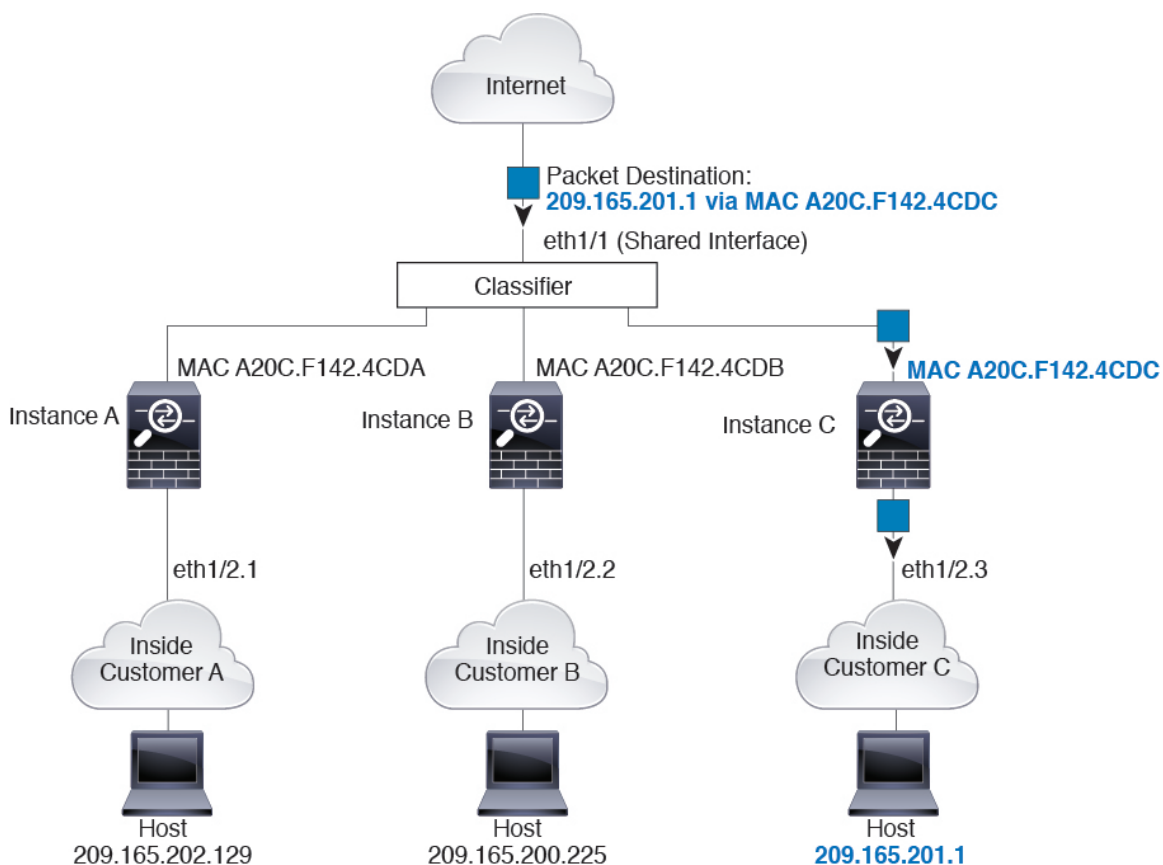 Internet
Packet Destination:
209.165.201.1 via MAC A20C.F142.4CDC
eth1/1 (Shared Interface)
Classifier
MAC A20C.F142.4CDA
MAC A20C.F142.4CDB
MAC A20C.F142.4CDC
Instance A
Instance B
Instance C
eth1/2.1
eth1/2.2
eth1/2.3
Inside
Customer A
Inside
Customer B
Inside
Customer C
Host
209.165.202.129
Host
209.165.200.225
Host
209.165.201.1